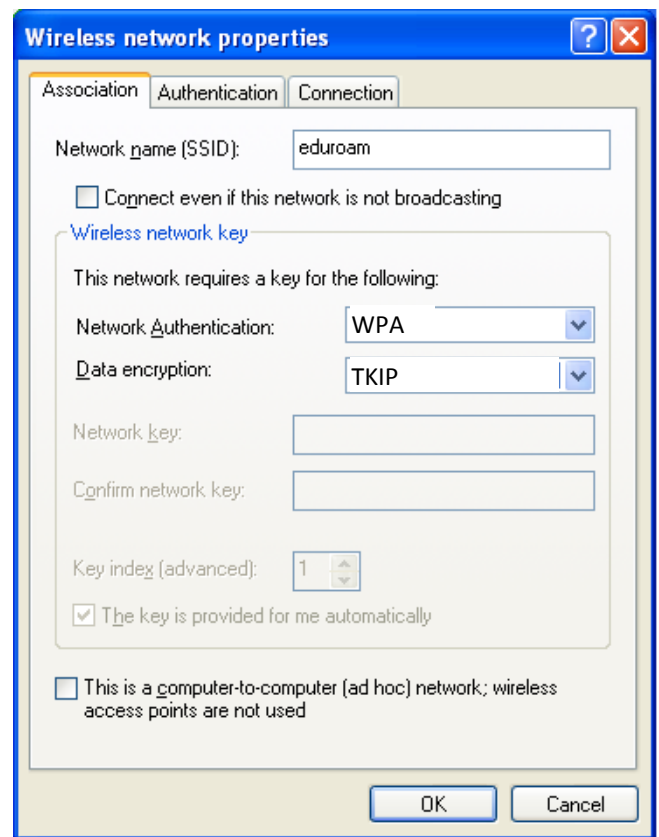 Wireless network properties
Association Authentication Connection
Network name (SSID): eduroam
Connect even if this network is not broadcasting
Wireless network key
This network requires a key for the following:
Network Authentication: WPA
Data encryption: TKIP
Network key:
Confirm network key:
Key index (advanced): 1
The key is provided for me automatically
This is a computer-to-computer (ad hoc) network; wireless
access points are not used
OK Cancel